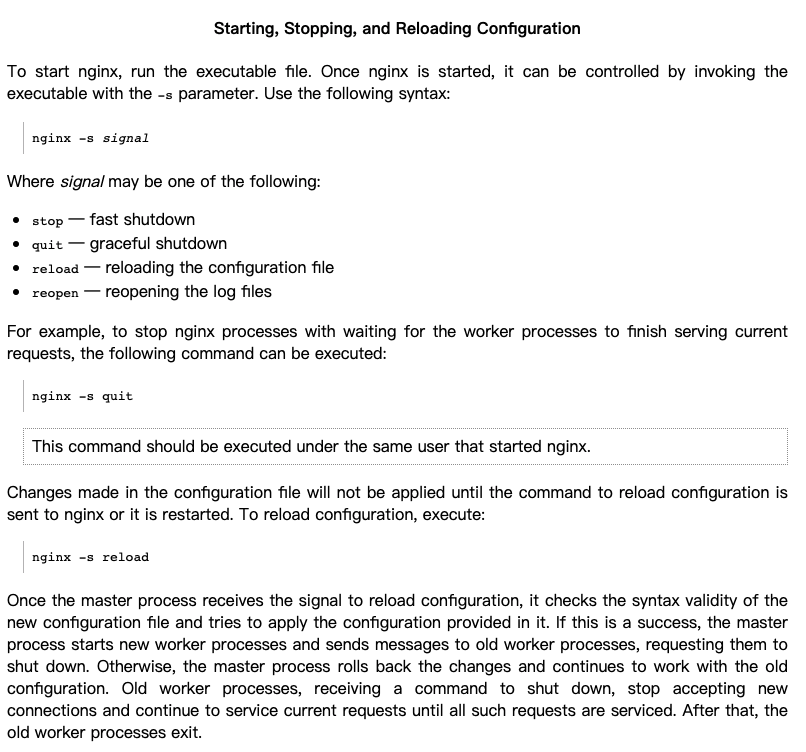 Starting, Stopping, and Reloading Configuration
To start nginx, run the executable file. Once nginx is started, it can be controlled by invoking the
executable with the -s parameter. Use the following syntax:
nginx -s signal
Where signal may be one of the following:
• stop — fast shutdown
• quit — graceful shutdown
• reload — reloading the configuration file
• reopen — reopening the log files
For example, to stop nginx processes with waiting for the worker processes to finish serving current
requests, the following command can be executed:
nginx -s quit
This command should be executed under the same user that started nginx.
Changes made in the configuration file will not be applied until the command to reload configuration is
sent to nginx or it is restarted. To reload configuration, execute:
nginx -s reload
Once the master process receives the signal to reload configuration, it checks the syntax validity of the
new configuration file and tries to apply the configuration provided in it. If this is a success, the master
process starts new worker processes and sends messages to old worker processes, requesting them to
shut down. Otherwise, the master process rolls back the changes and continues to work with the old
configuration. Old worker processes, receiving a command to shut down, stop accepting new
connections and continue to service current requests until all such requests are serviced. After that, the
old worker processes exit.